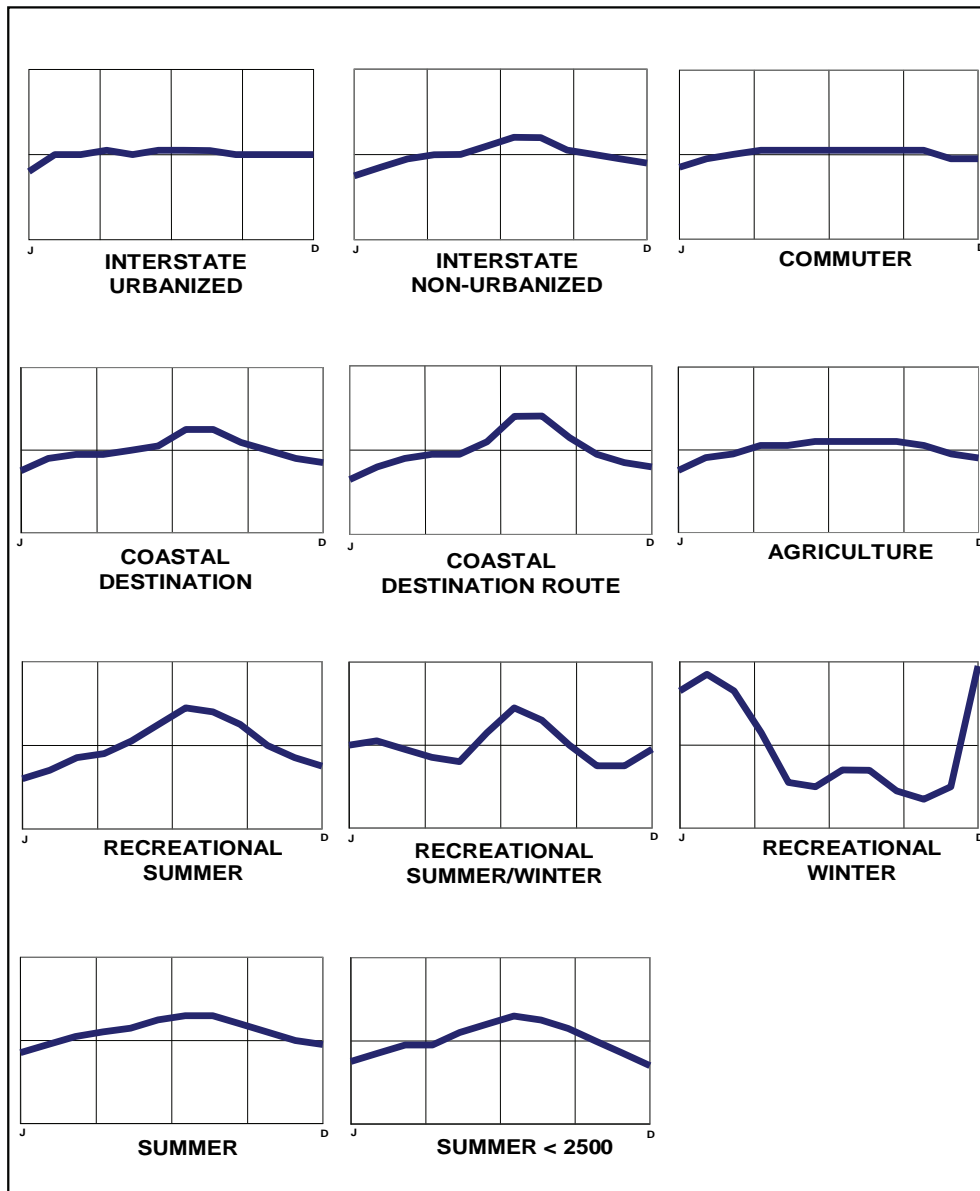 J D
INTERSTATE
URBANIZED
J D
INTERSTATE
NON-URBANIZED
J D
COMMUTER
J D
COASTAL
DESTINATION
J D
COASTAL
DESTINATION ROUTE
J D
AGRICULTURE
J D
RECREATIONAL
SUMMER
J D
RECREATIONAL
SUMMER/WINTER
J D
RECREATIONAL
WINTER
J D
SUMMER
J D
SUMMER < 2500